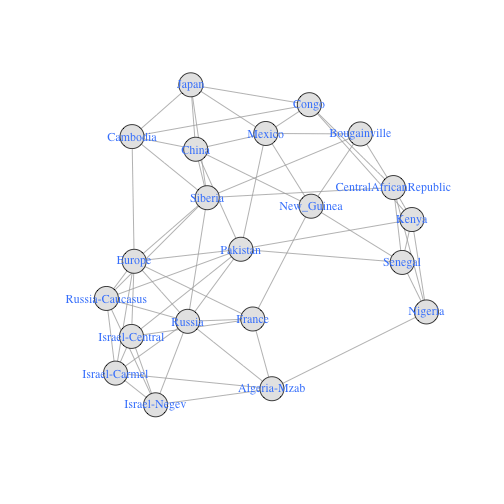 Japan
Congo
Cambodia
Mexico
Bougainville
China
CentralAfricanRepublic
Siberia
New_Guinea
Kenya
Pakistan
Europe
Senegal
Russia-Caucasus
Nigeria
Russia
France
Israel-Central
Israel-Carmel
Algeria-Mzab
Israel-Negev